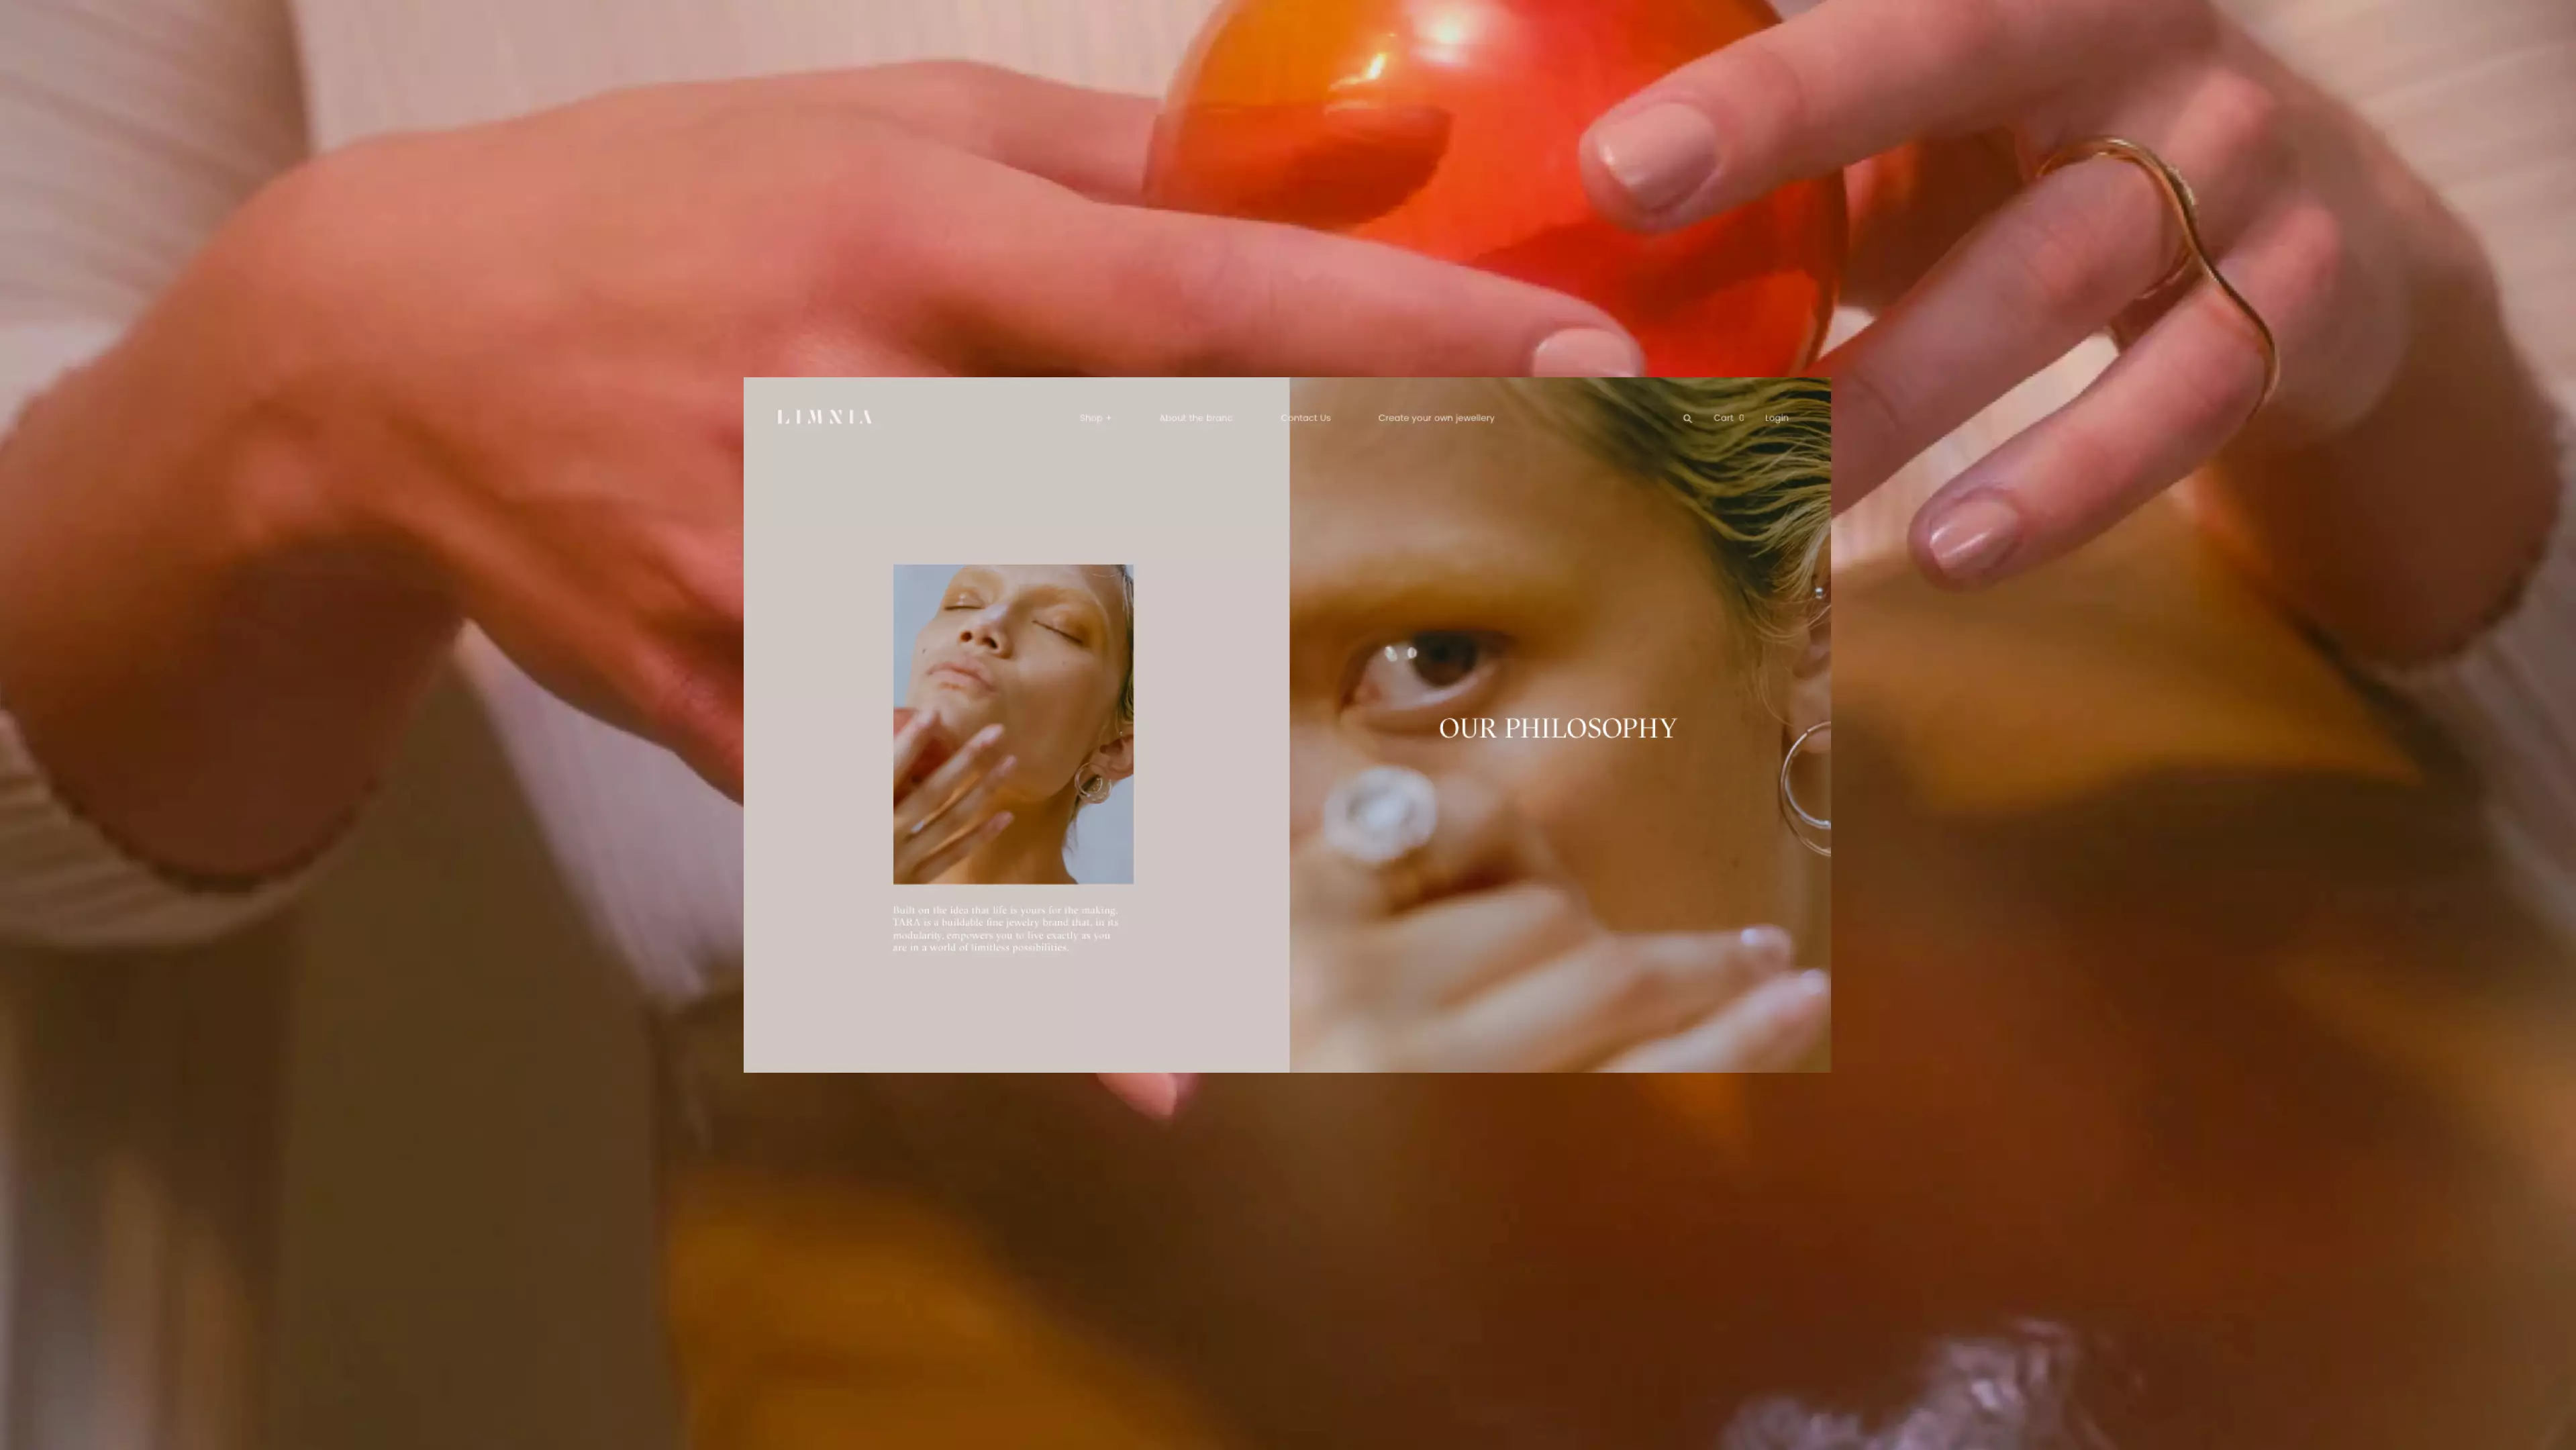 LIMNIA
Shop +
About the Brand
Contact Us
Create your own jewellery
Cart 0
Login
OUR PHILOSOPHY
Built on the idea that life is yours for the making,
TARA is a buildable fine jewelry brand that, in its
modularity, empowers you to live exactly as you
are in a world of limitless possibilities.